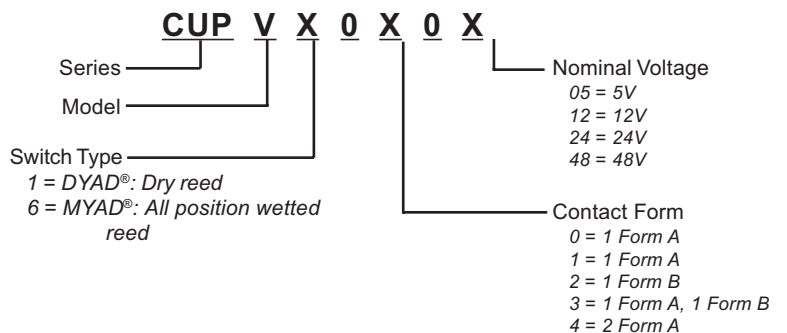 CUP V X 0 X 0 X
Series
Model
Switch Type
1 = DYAD®: Dry reed
6 = MYAD®: All position wetted
reed
Nominal Voltage
05 = 5V
12 = 12V
24 = 24V
48 = 48V
Contact Form
0 = 1 Form A
1 = 1 Form A
2 = 1 Form B
3 = 1 Form A, 1 Form B
4 = 2 Form A